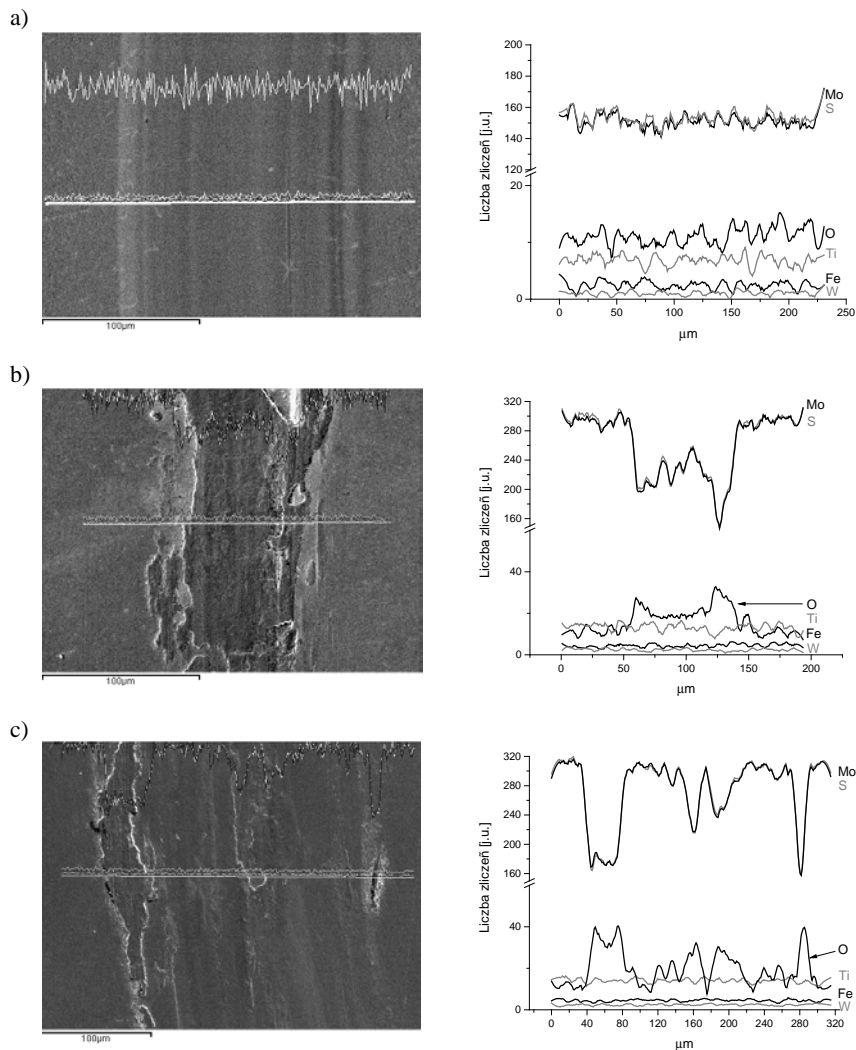 a)
100µm
Liczba zliczeń [j.u.]
200
180
160
140
120
20
0
Mo
S
O
Ti
Fe
W
0 50 100 150 200 250
µm
b)
100µm
Liczba zliczeń [j.u.]
320
280
240
200
160
40
0
Mo
S
O
Ti
Fe
W
0 50 100 150 200
µm
c)
100µm
Liczba zliczeń [j.u.]
320
280
240
200
160
40
0
Mo
S
O
Ti
Fe
W
0 40 80 120 160 200 240 280 320
µm